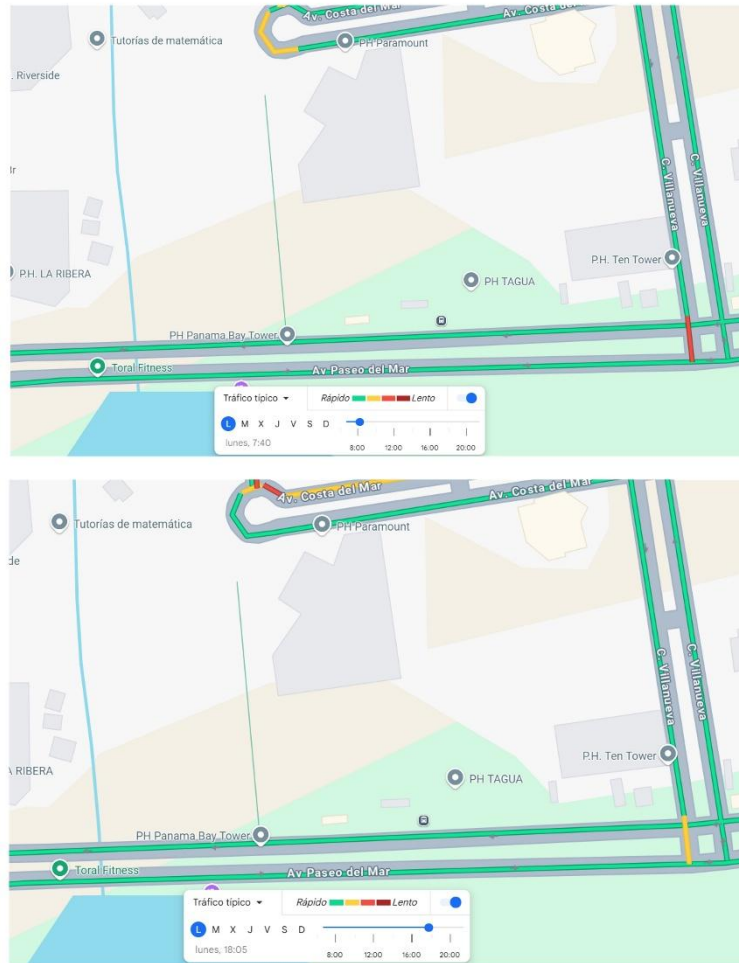 Av. Costa del Mar
Av. Costa del
Tutorías de matemática
PH Paramount
. Riverside
C. Villanueva
P.H. Ten Tower
P.H. LA RIBERA
PH TAGUA
PH Panama Bay Tower
Toral Fitness
Av Paseo del Mar
Tráfico típico
Rápido Lento
L M X J V S D
lunes, 7:40
8:00 12:00 16:00 20:00
Av. Costa del Mar
Av. Costa del Mar
Tutorías de matemática
PH Paramount
de
C. Villanueva
C. Villanueva
P.H. Ten Tower
A RIBERA
PH TAGUA
PH Panama Bay Tower
Toral Fitness
Av Paseo del Mar
Tráfico típico
Rápido Lento
L M X J V S D
lunes, 18:05
8:00 12:00 16:00 20:00